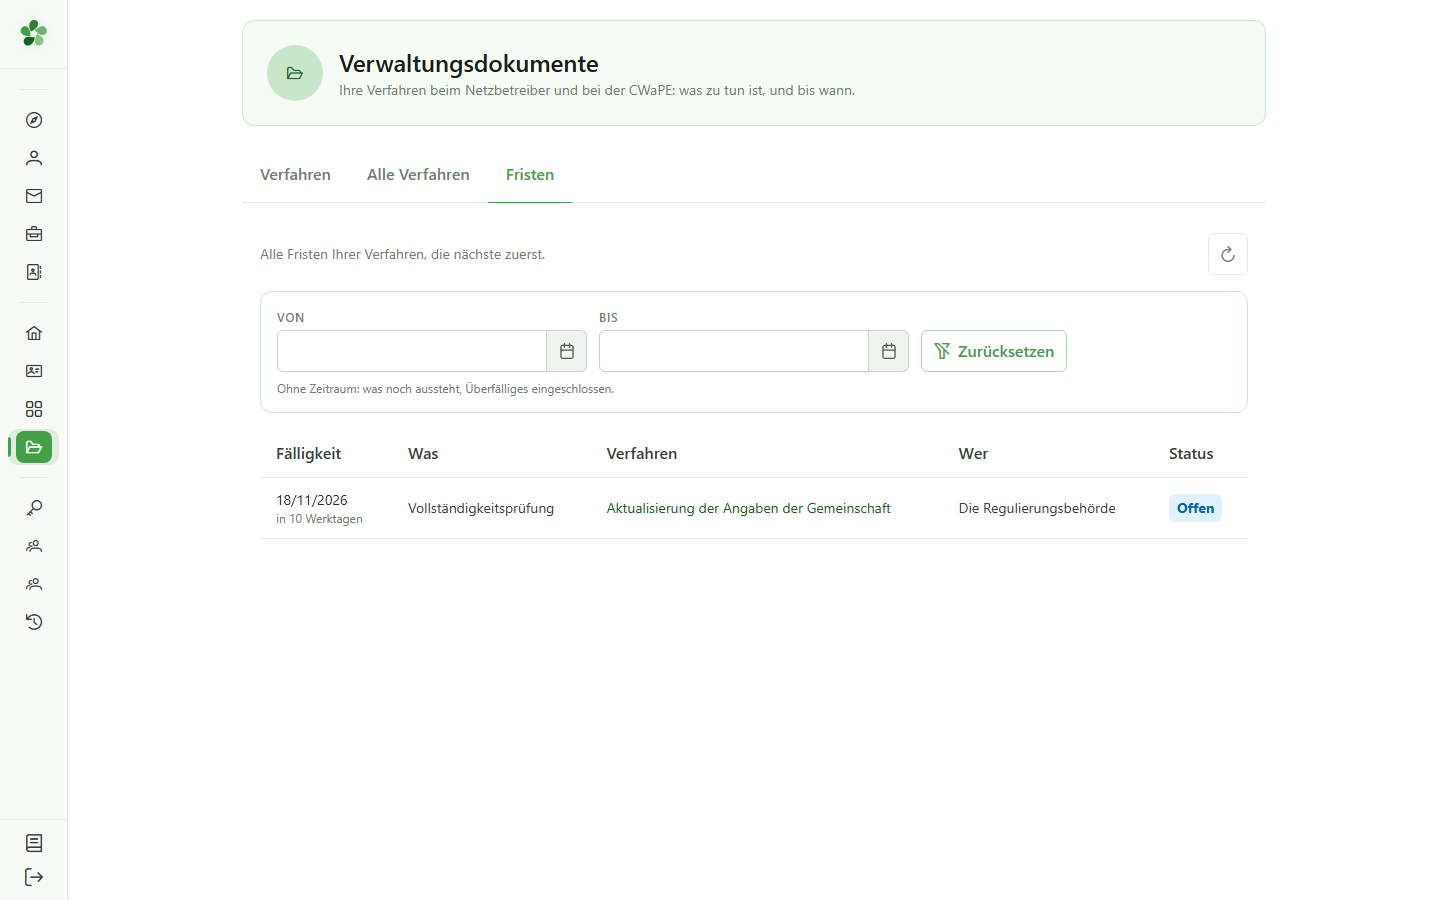 Verwaltungsdokumente
Ihre Verfahren beim Netzbetreiber und bei der CWaPE: was zu tun ist, und bis wann.
Verfahren
Alle Verfahren
Fristen
Alle Fristen Ihrer Verfahren, die nächste zuerst.
VON
BIS
Zurücksetzen
Ohne Zeitraum: was noch aussteht, Überfälliges eingeschlossen.
Fälligkeit
Was
Verfahren
Wer
Status
18/11/2026
in 10 Werktagen
Vollständigkeitsprüfung
Aktualisierung der Angaben der Gemeinschaft
Die Regulierungsbehörde
Offen